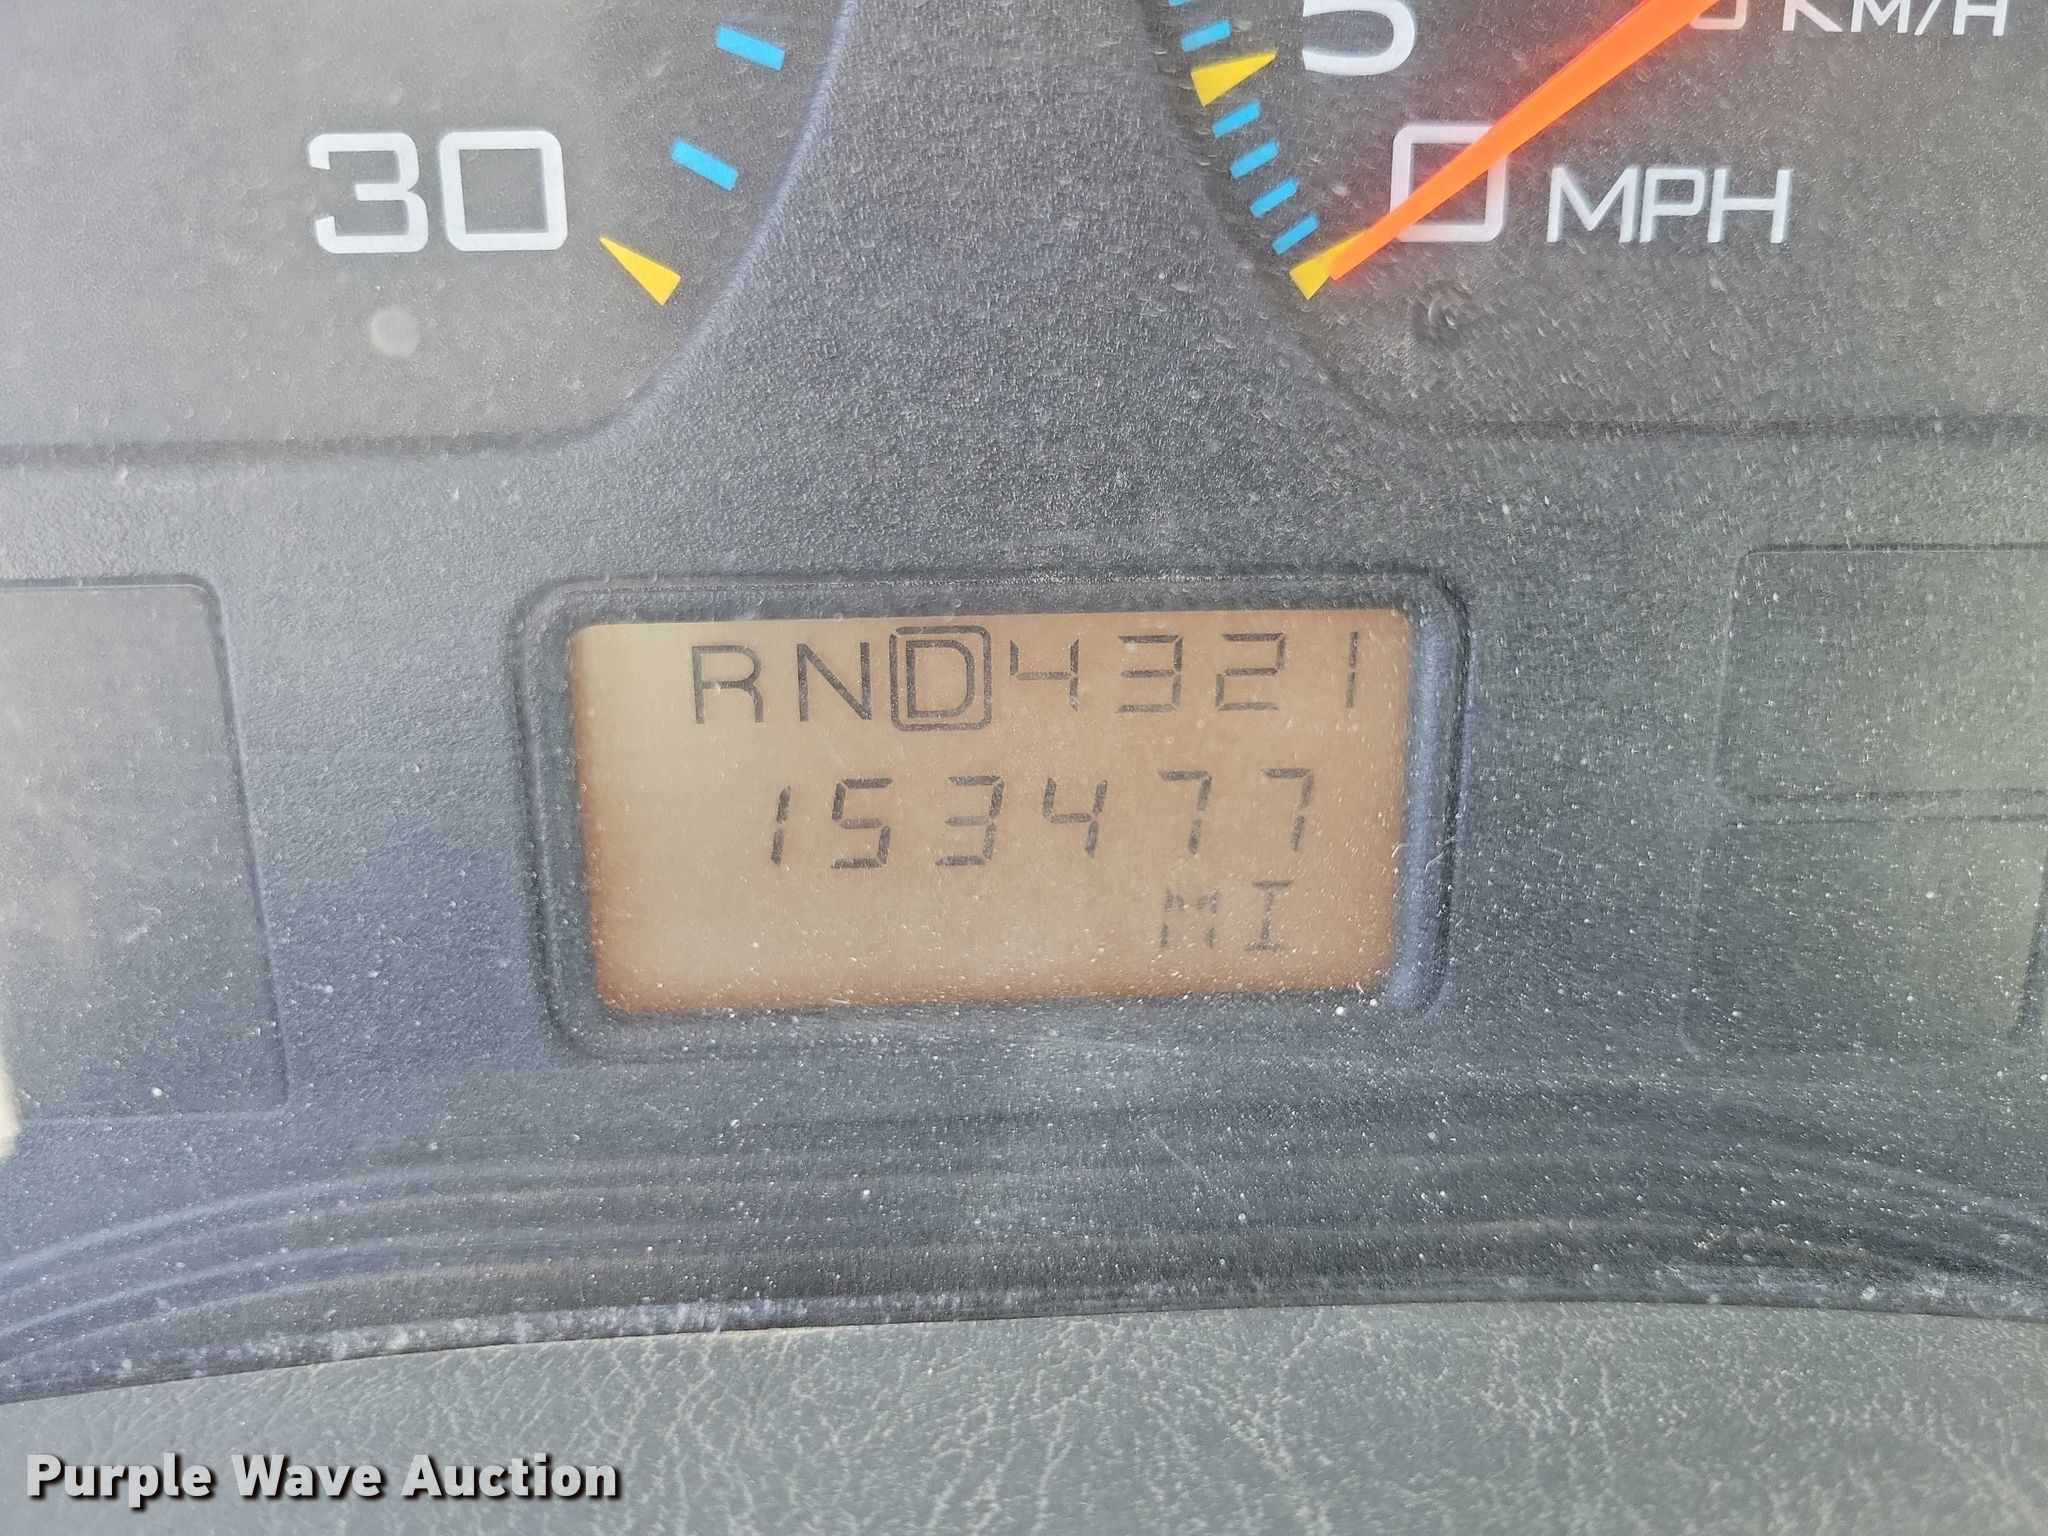 5
KM/H
30
0 MPH
RND4321
153477
MI
Purple Wave Auction